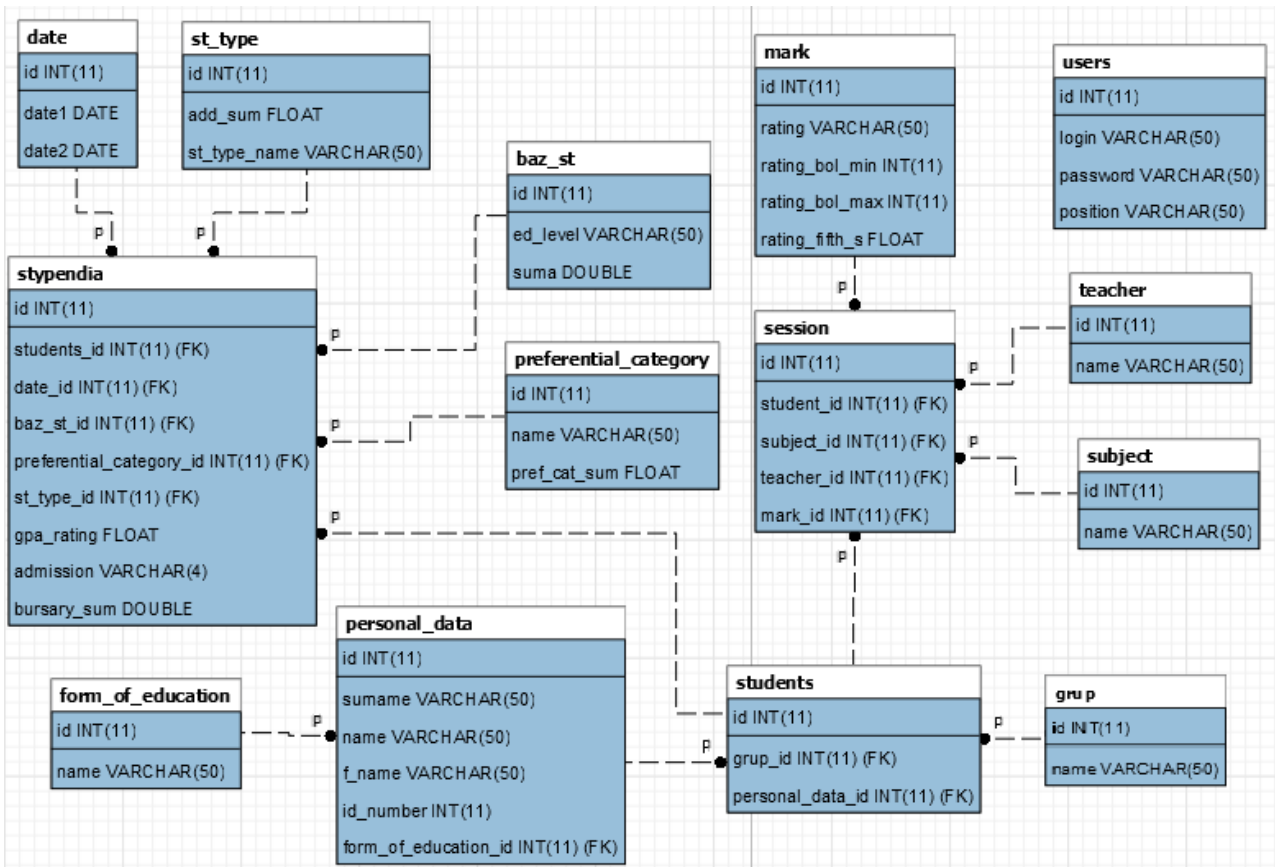 date
id INT(11)
date1 DATE
date2 DATE
st_type
id INT(11)
add_sum FLOAT
st_type_name VARCHAR(50)
mark
id INT(11)
rating VARCHAR(50)
rating_bol_min INT(11)
rating_bol_max INT(11)
rating_fifth_s FLOAT
users
id INT(11)
login VARCHAR(50)
password VARCHAR(50)
position VARCHAR(50)
baz_st
id INT(11)
ed_level VARCHAR(50)
suma DOUBLE
P
P
P
stypendia
id INT(11)
students_id INT(11) (FK)
date_id INT(11) (FK)
baz_st_id INT(11) (FK)
preferential_category_id INT(11) (FK)
st_type_id INT(11) (FK)
gpa_rating FLOAT
admission VARCHAR(4)
bursary_sum DOUBLE
P
P
P
preferential_category
id INT(11)
name VARCHAR(50)
pref_cat_sum FLOAT
session
id INT(11)
student_id INT(11) (FK)
subject_id INT(11) (FK)
teacher_id INT(11) (FK)
mark_id INT(11) (FK)
P
P
P
teacher
id INT(11)
name VARCHAR(50)
subject
id INT(11)
name VARCHAR(50)
form_of_education
id INT(11)
name VARCHAR(50)
P
personal_data
id INT(11)
surname VARCHAR(50)
name VARCHAR(50)
f_name VARCHAR(50)
id_number INT(11)
form_of_education_id INT(11) (FK)
P
students
id INT(11)
grup_id INT(11) (FK)
personal_data_id INT(11) (FK)
P
grup
id INT(11)
name VARCHAR(50)